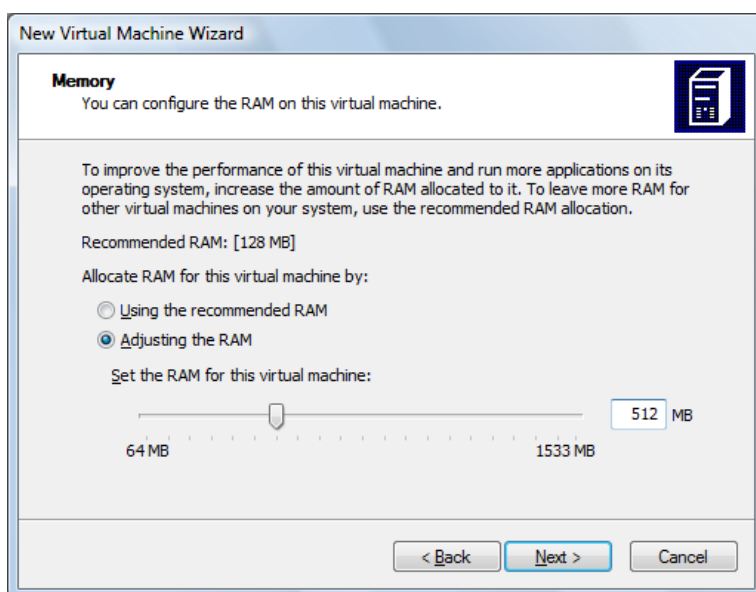 New Virtual Machine Wizard
Memory
You can configure the RAM on this virtual machine.
To improve the performance of this virtual machine and run more applications on its
operating system, increase the amount of RAM allocated to it. To leave more RAM for
other virtual machines on your system, use the recommended RAM allocation.
Recommended RAM: [128 MB]
Allocate RAM for this virtual machine by:
Using the recommended RAM
Adjusting the RAM
Set the RAM for this virtual machine:
512 MB
64 MB 1533 MB
< Back Next > Cancel